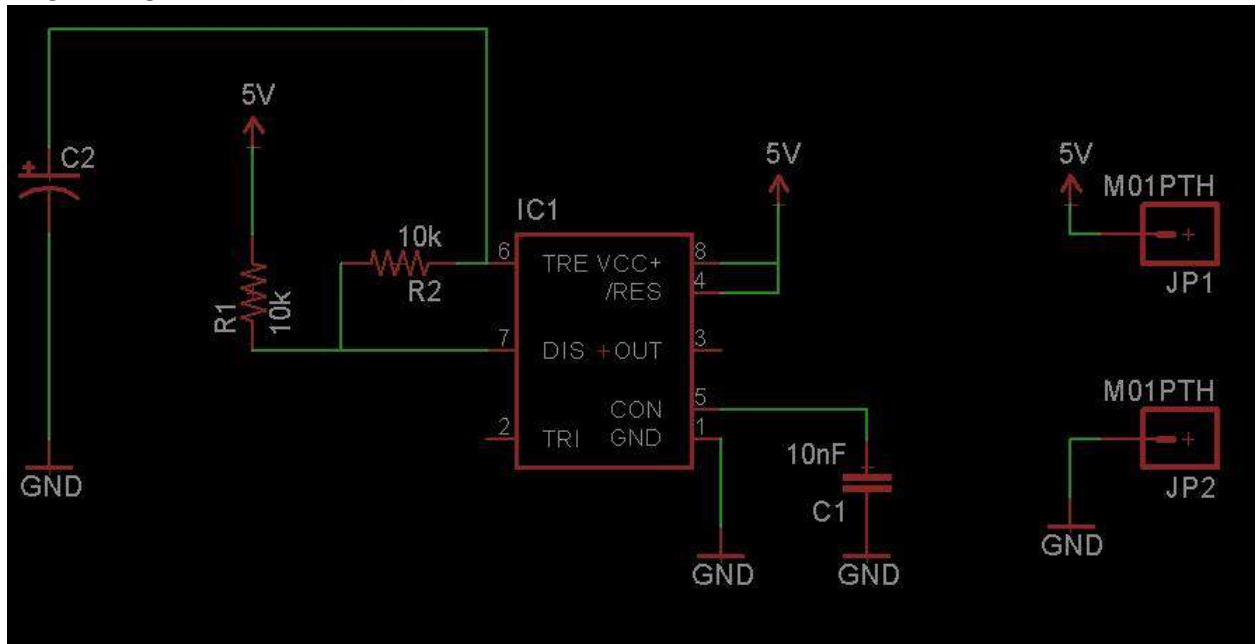 5V
C2
5V
5V
M01PTH
IC1
10k
6
TRE
VCC+
8
R2
/RES
4
JP1
R1
10k
7
DIS
+OUT
3
M01PTH
CON
5
2
TRI
GND
1
10nF
JP2
GND
C1
GND
GND
GND